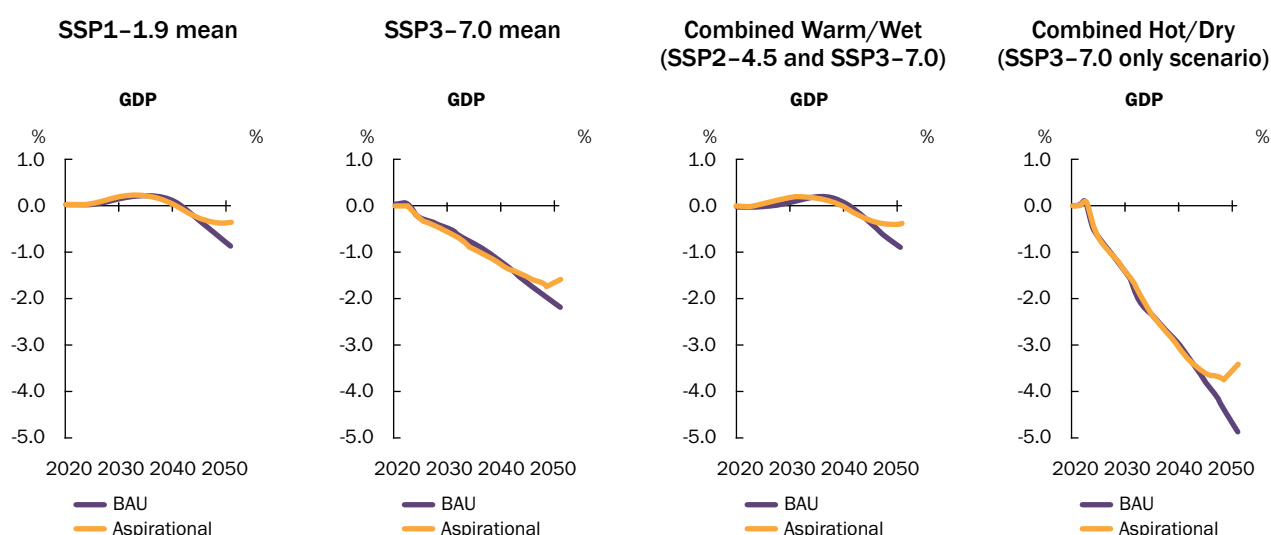 SSP1–1.9 mean
GDP
%
%
1.0
0.0
-1.0
-2.0
-3.0
-4.0
-5.0
2020 2030 2040 2050
BAU
Aspirational
SSP3–7.0 mean
GDP
%
1.0
0.0
-1.0
-2.0
-3.0
-4.0
-5.0
2020 2030 2040 2050
BAU
Aspirational
%
Combined Warm/Wet
(SSP2–4.5 and SSP3–7.0)
GDP
%
%
1.0
0.0
-1.0
-2.0
-3.0
-4.0
-5.0
2020 2030 2040 2050
BAU
Aspirational
Combined Hot/Dry
(SSP3–7.0 only scenario)
GDP
%
%
1.0
0.0
-1.0
-2.0
-3.0
-4.0
-5.0
2020 2030 2040 2050
BAU
Aspirational